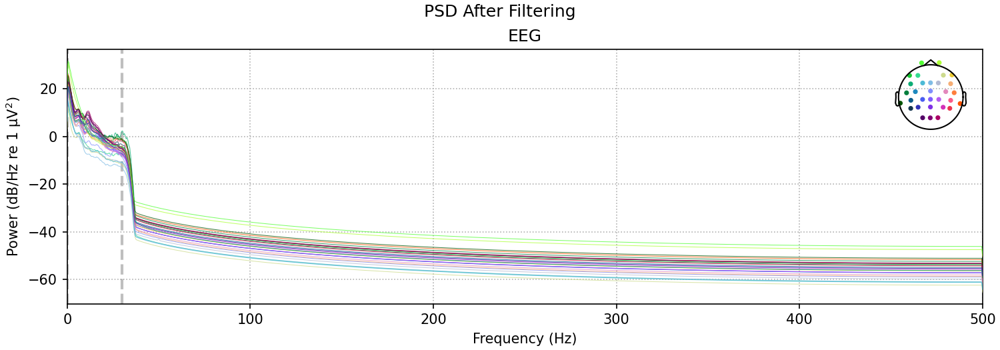 PSD After Filtering
EEG
Power (dB/Hz re 1 µV²)
20
0
−20
−40
−60
0 100 200 300 400 500
Frequency (Hz)